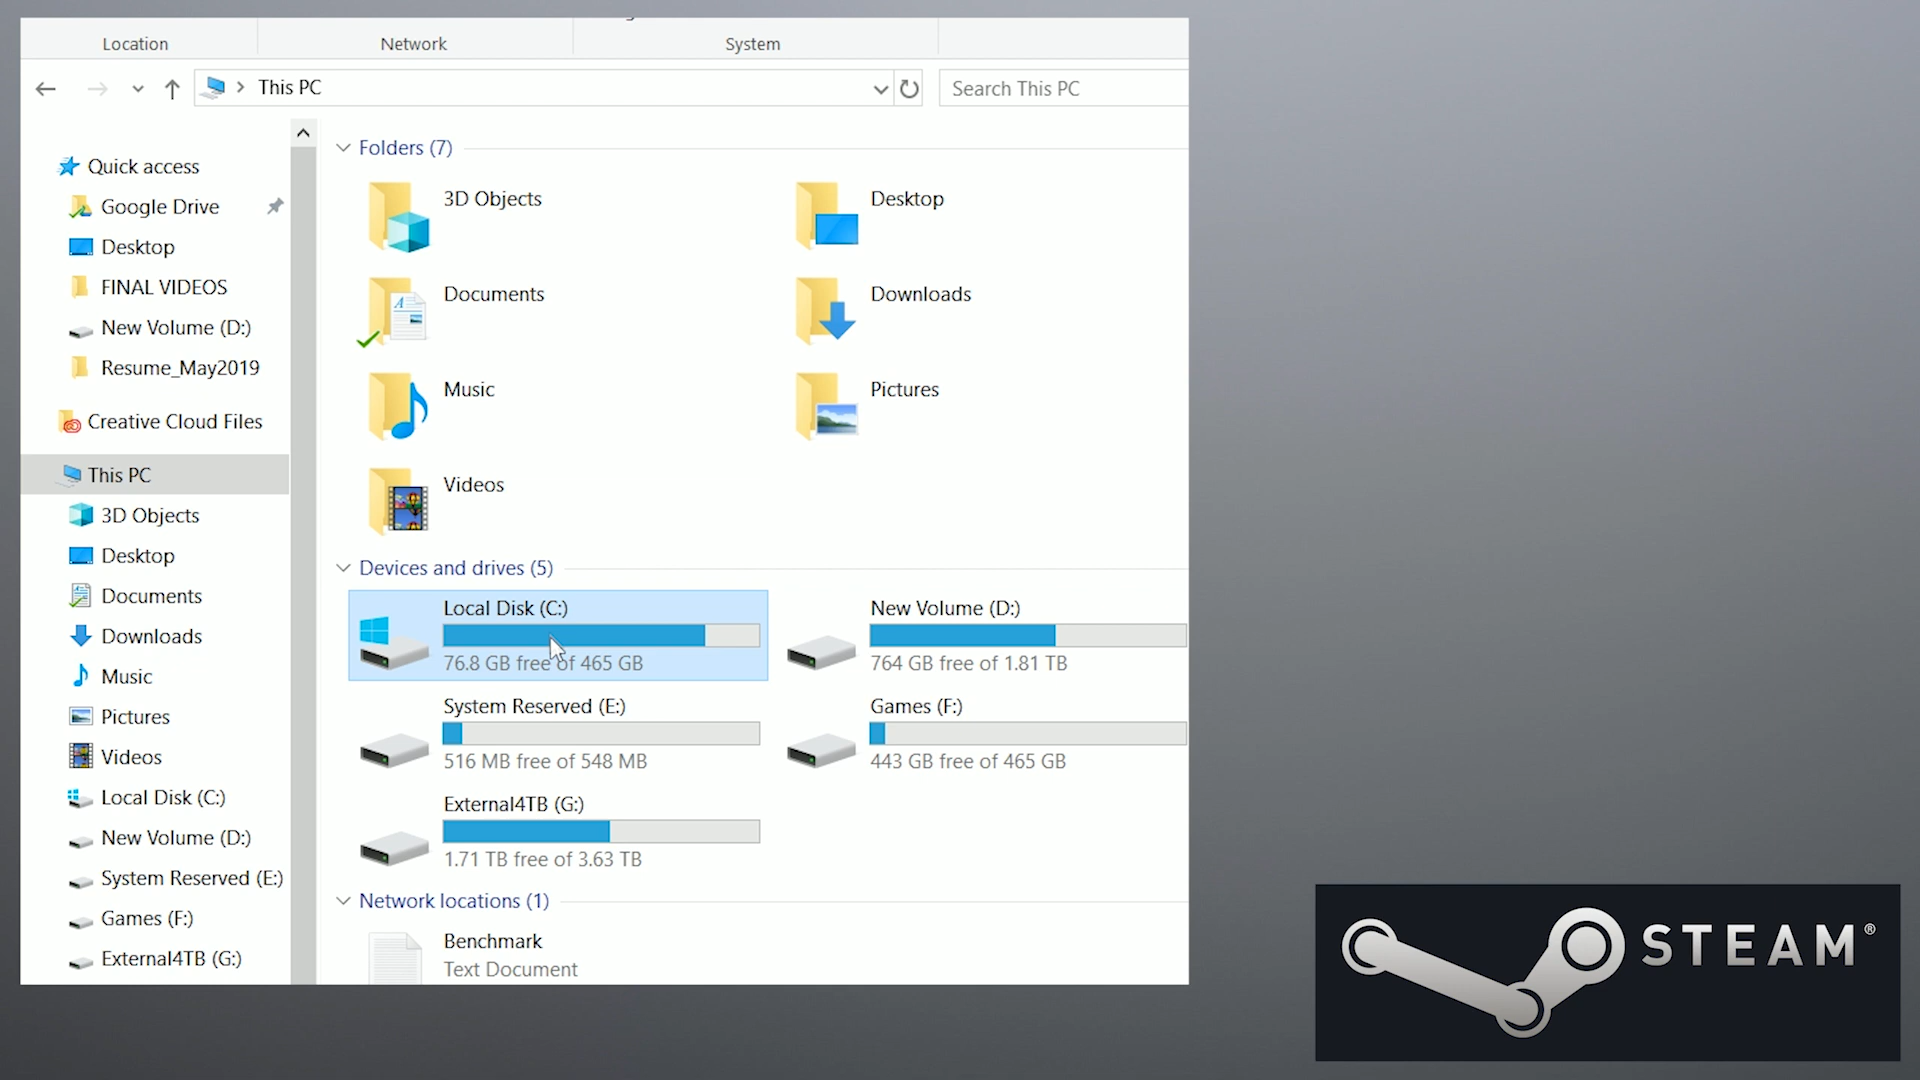 Location
Network
System
This PC
Search This PC
Quick access
Google Drive
Desktop
FINAL VIDEOS
New Volume (D:)
Resume_May2019
Creative Cloud Files
This PC
3D Objects
Desktop
Documents
Downloads
Music
Pictures
Videos
Local Disk (C:)
New Volume (D:)
System Reserved (E:)
Games (F:)
External4TB (G:)
Folders (7)
3D Objects
Desktop
Documents
Downloads
Music
Pictures
Videos
Devices and drives (5)
Local Disk (C:)
76.8 GB free of 465 GB
New Volume (D:)
764 GB free of 1.81 TB
System Reserved (E:)
516 MB free of 548 MB
Games (F:)
443 GB free of 465 GB
External4TB (G:)
1.71 TB free of 3.63 TB
Network locations (1)
Benchmark
Text Document
STEAM®